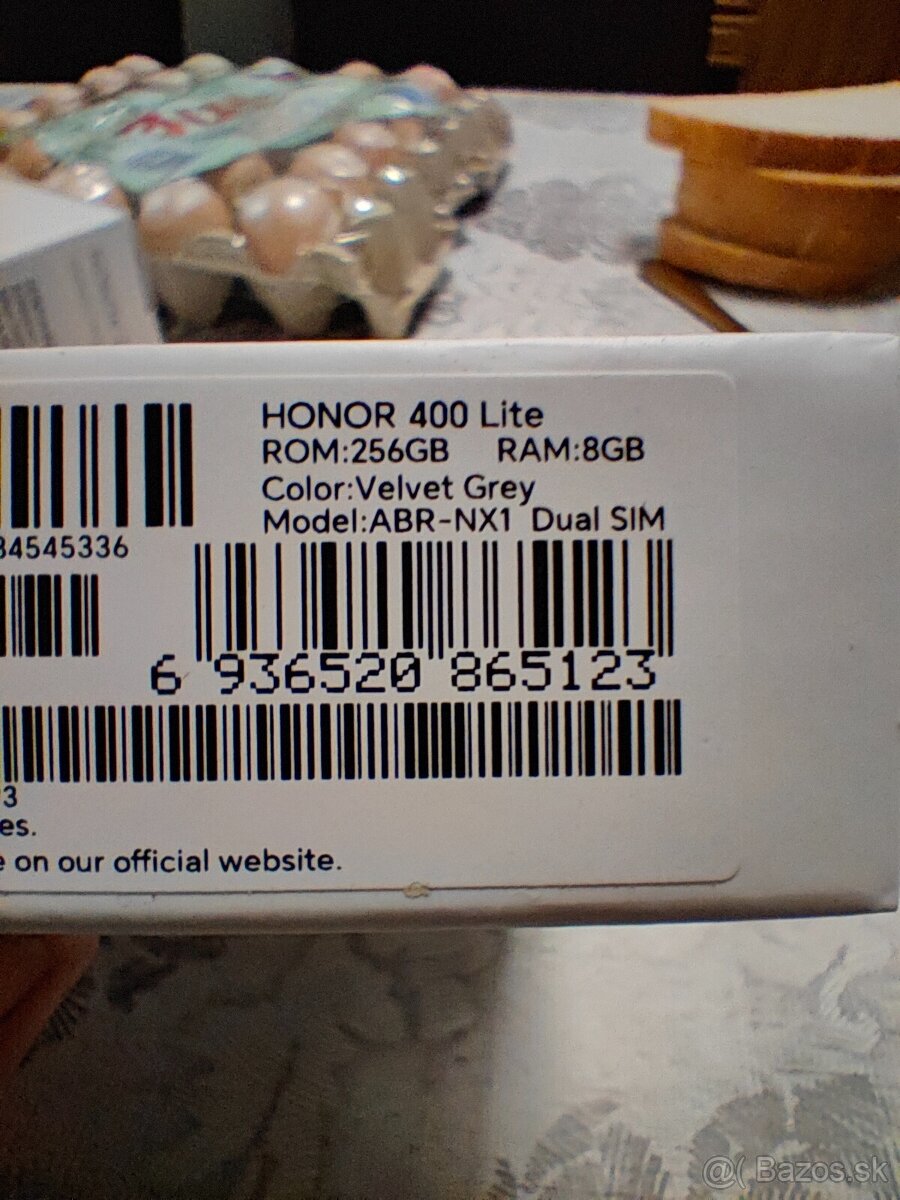 HONOR 400 Lite
ROM:256GB RAM:8GB
Color:Velvet Grey
Model:ABR-NX1 Dual SIM
34545336
6 936520 865123
3
es.
e on our official website.
@( Bazos.sk